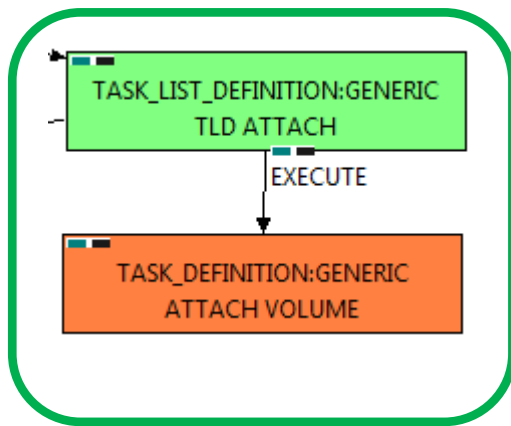 TASK_LIST_DEFINITION:GENERIC
TLD ATTACH
EXECUTE
TASK_DEFINITION:GENERIC
ATTACH VOLUME